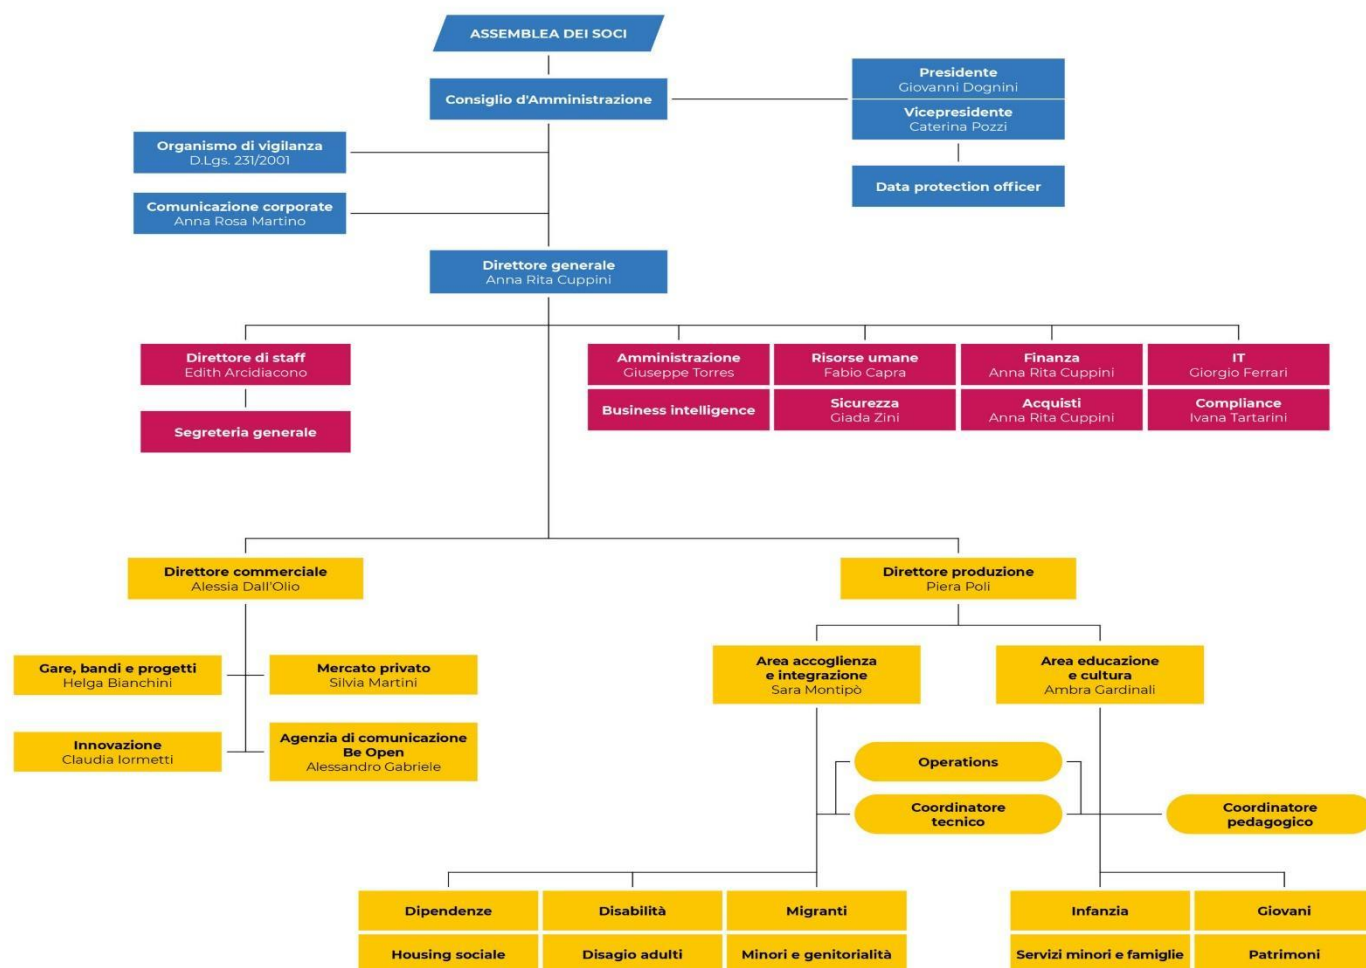 ASSEMBLEA DEI SOCI
Consiglio d'Amministrazione
Presidente
Giovanni Dognini
Vicepresidente
Caterina Pozzi
Organismo di vigilanza
D.Lgs. 231/2001
Data protection officer
Comunicazione corporate
Anna Rosa Martino
Direttore generale
Anna Rita Cuppini
Direttore di staff
Edith Arcidiacono
Segreteria generale
Amministrazione
Giuseppe Torres
Risorse umane
Fabio Capra
Finanza
Anna Rita Cuppini
IT
Giorgio Ferrari
Business intelligence
Sicurezza
Giada Zini
Acquisti
Anna Rita Cuppini
Compliance
Ivana Tartarini
Direttore commerciale
Alessia Dall'Olio
Direttore produzione
Piera Poli
Gare, bandi e progetti
Helga Bianchini
Mercato privato
Silvia Martini
Innovazione
Claudia Iormetti
Agenzia di comunicazione
Be Open
Alessandro Gabriele
Area accoglienza
e integrazione
Sara Montipò
Area educazione
e cultura
Ambra Gardinali
Operations
Coordinatore
tecnico
Coordinatore
pedagogico
Dipendenze
Disabilità
Migranti
Infanzia
Giovani
Housing sociale
Disagio adulti
Minori e genitorialità
Servizi minori e famiglie
Patrimoni